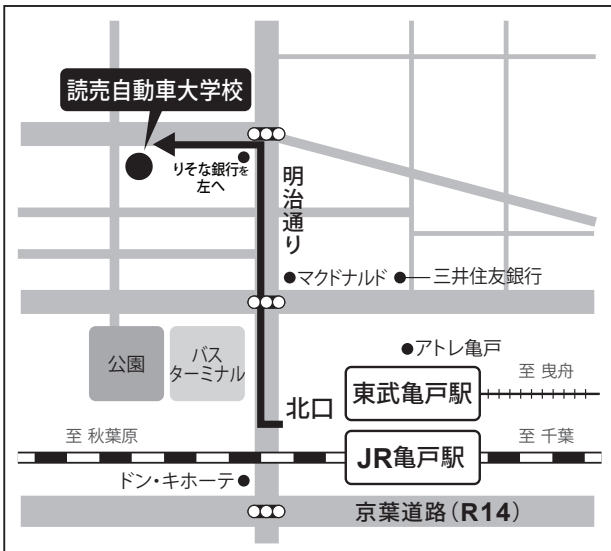 読売自動車大学校
りそな銀行を
左へ
明治通り
マクドナルド
三井住友銀行
公園
バス
ターミナル
アトレ亀戸
至 曳舟
東武亀戸駅
北口
至 秋葉原
至 千葉
JR亀戸駅
ドン・キホーテ
京葉道路（R14）